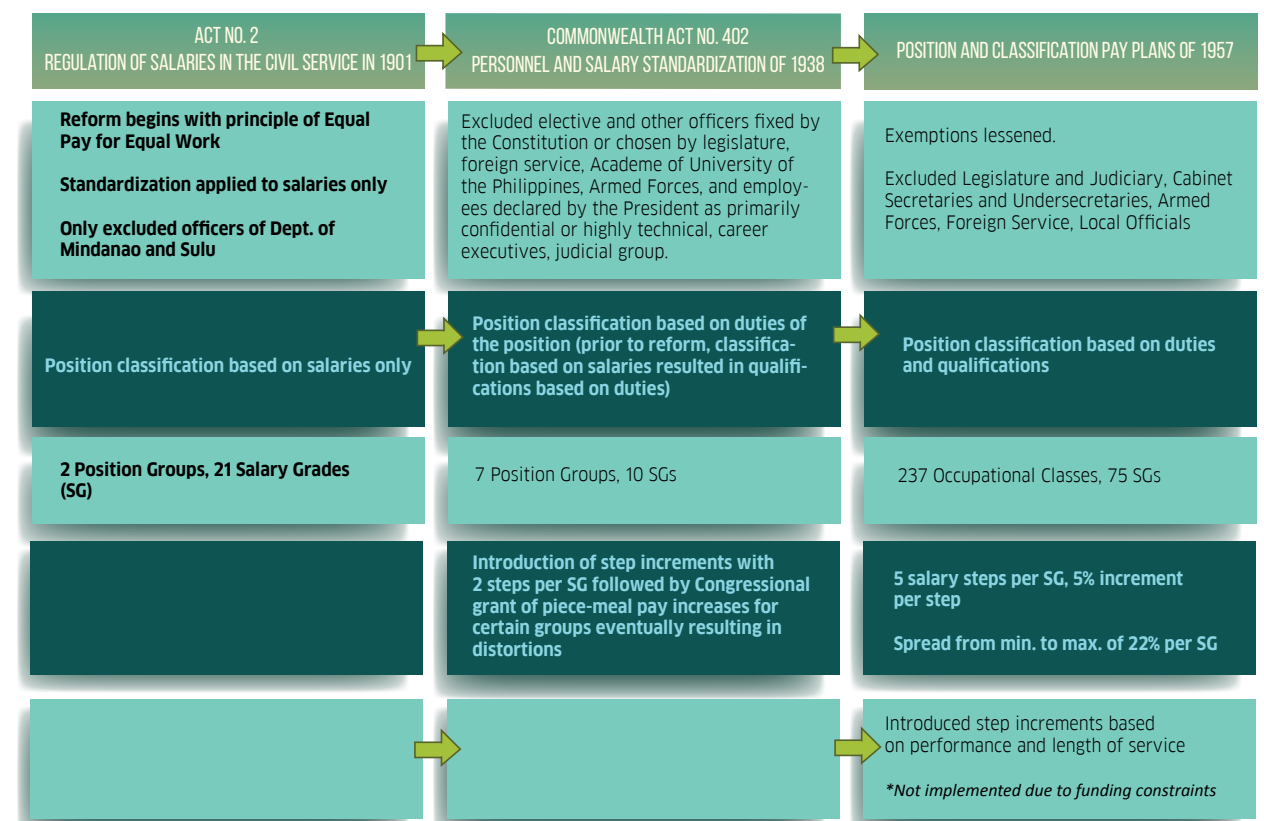 ACT NO. 2
REGULATION OF SALARIES IN THE CIVIL SERVICE IN 1901
COMMONWEALTH ACT NO. 402
PERSONNEL AND SALARY STANDARDIZATION OF 1938
POSITION AND CLASSIFICATION PAY PLANS OF 1957
Reform begins with principle of Equal
Pay for Equal Work
Standardization applied to salaries only
Only excluded officers of Dept. of
Mindanao and Sulu
Excluded elective and other officers fixed by
the Constitution or chosen by legislature,
foreign service, Academe of University of
the Philippines, Armed Forces, and employ-
ees declared by the President as primarily
confidential or highly technical, career
executives, judicial group.
Exemptions lessened.
Excluded Legislature and Judiciary, Cabinet
Secretaries and Undersecretaries, Armed
Forces, Foreign Service, Local Officials
Position classification based on salaries only
Position classification based on duties of
the position (prior to reform, classifica-
tion based on salaries resulted in qualifi-
cations based on duties)
Position classification based on duties
and qualifications
2 Position Groups, 21 Salary Grades
(SG)
7 Position Groups, 10 SGs
237 Occupational Classes, 75 SGs
Introduction of step increments with
2 steps per SG followed by Congressional
grant of piece-meal pay increases for
certain groups eventually resulting in
distortions
5 salary steps per SG, 5% increment
per step
Spread from min. to max. of 22% per SG
Introduced step increments based
on performance and length of service
*Not implemented due to funding constraints